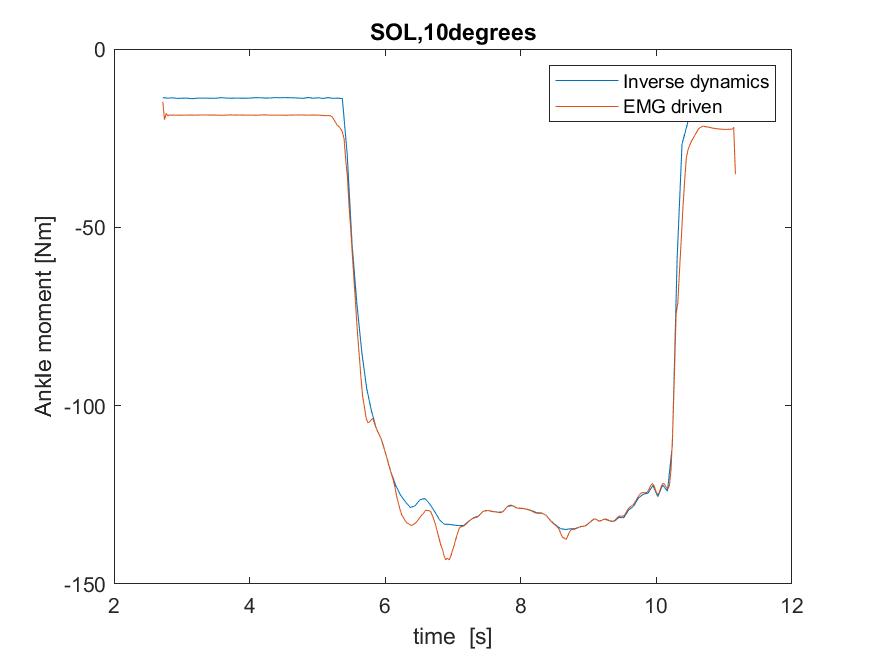 SOL,10degrees
0
-50
-100
-150
Ankle moment [Nm]
Inverse dynamics
EMG driven
2 4 6 8 10 12
time [s]